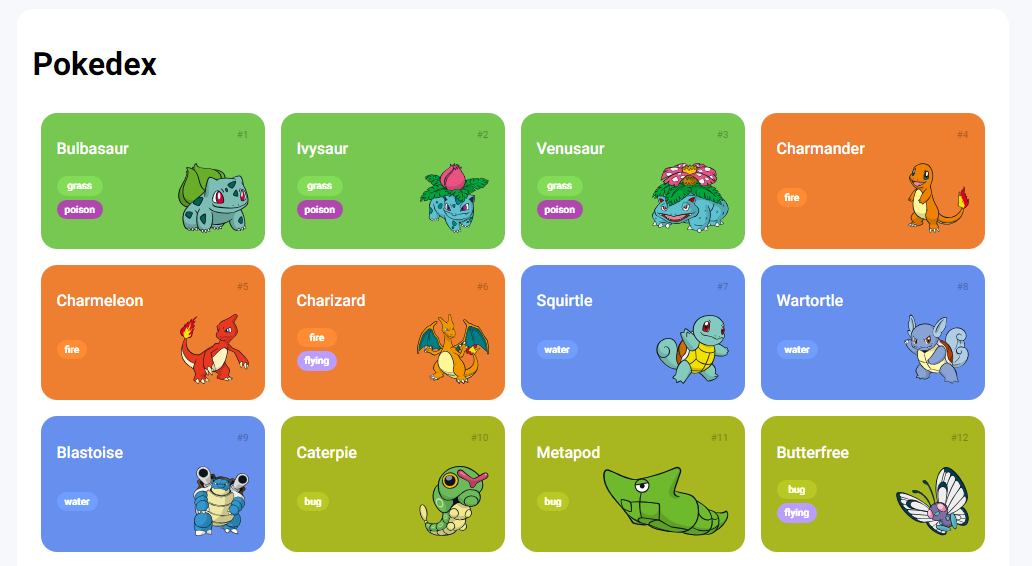 Pokedex
#1
Bulbasaur
grass
poison
#2
Ivysaur
grass
poison
#3
Venusaur
grass
poison
#4
Charmander
fire
#5
Charmeleon
fire
#6
Charizard
fire
flying
#7
Squirtle
water
#8
Wartortle
water
#9
Blastoise
water
#10
Caterpie
bug
#11
Metapod
bug
#12
Butterfree
bug
flying